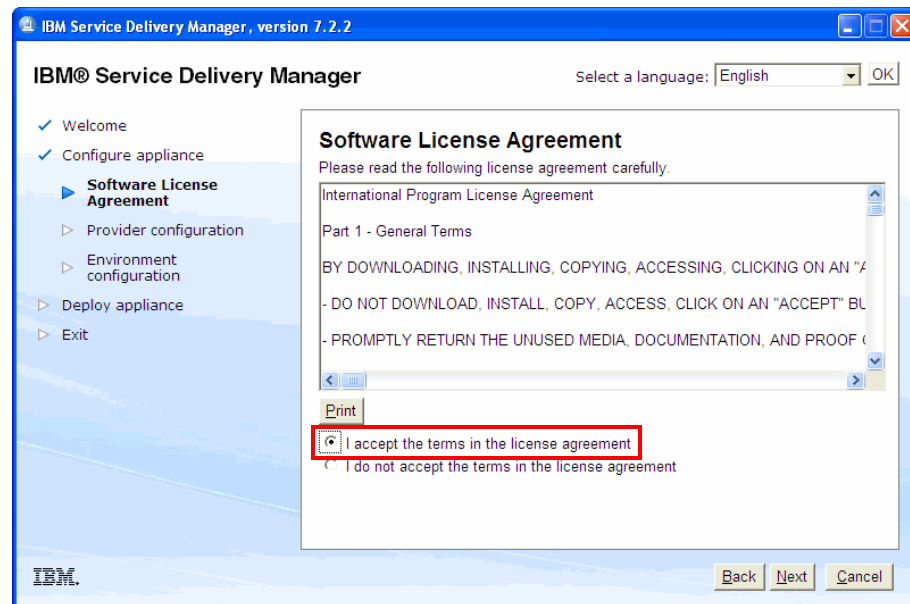 IBM Service Delivery Manager, version 7.2.2
IBM® Service Delivery Manager
Select a language: English OK
Welcome
Configure appliance
Software License
Agreement
Provider configuration
Environment
configuration
Deploy appliance
Exit
Software License Agreement
Please read the following license agreement carefully.
International Program License Agreement
Part 1 - General Terms
BY DOWNLOADING, INSTALLING, COPYING, ACCESSING, CLICKING ON AN "A
- DO NOT DOWNLOAD, INSTALL, COPY, ACCESS, CLICK ON AN "ACCEPT" BU
- PROMPTLY RETURN THE UNUSED MEDIA, DOCUMENTATION, AND PROOF
Print
I accept the terms in the license agreement
I do not accept the terms in the license agreement
IBM.
Back Next Cancel